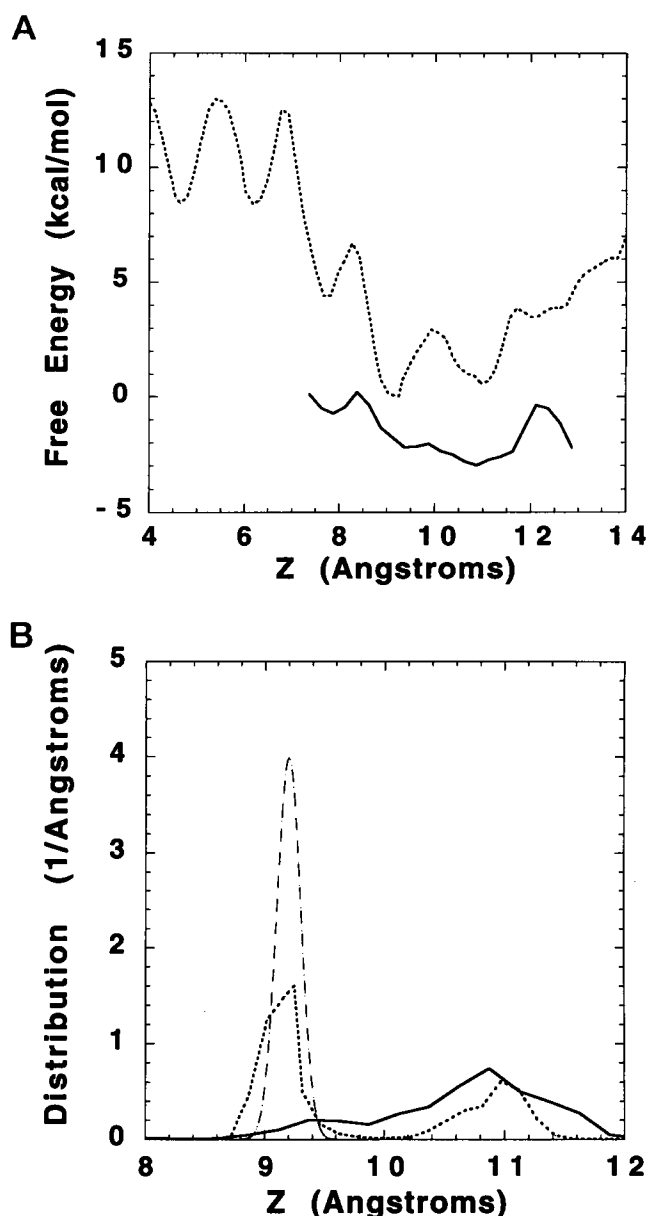 A
15
10
5
0
-5
Free Energy (kcal/mol)
4 6 8 10 12 14
Z (Angstroms)
B
5
4
3
2
1
0
Distribution (1/Angstroms)
8 9 10 11 12
Z (Angstroms)